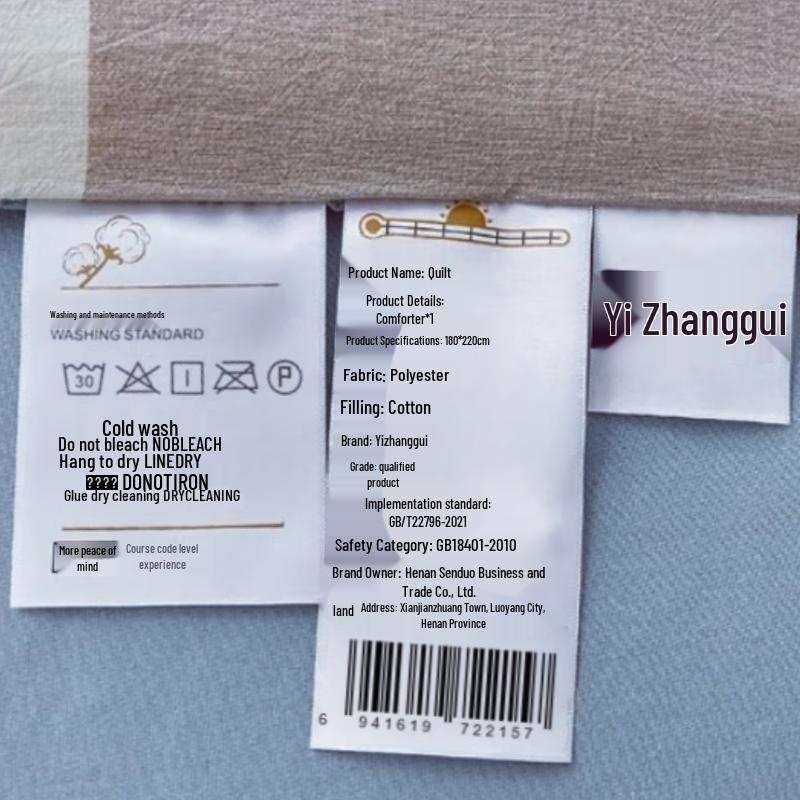 Washing and maintenance methods
WASHING STANDARD
30
P
Cold wash
Do not bleach NOBLEACH
Hang to dry LINEDRY
DONOTIRON
Glue dry cleaning DRYCLEANING
More peace of
mind
Course code level
experience
Product Name: Quilt
Product Details:
Comforter*1
Product Specifications: 180*220cm
Fabric: Polyester
Filling: Cotton
Brand: Yizhanggui
Grade: qualified
product
Implementation standard:
GB/T22796-2021
Safety Category: GB18401-2010
Brand Owner: Henan Senduo Business and
Trade Co., Ltd.
land Address: Xianjianzhuang Town, Luoyang City,
Henan Province
6 941619 722157
Yi Zhanggui